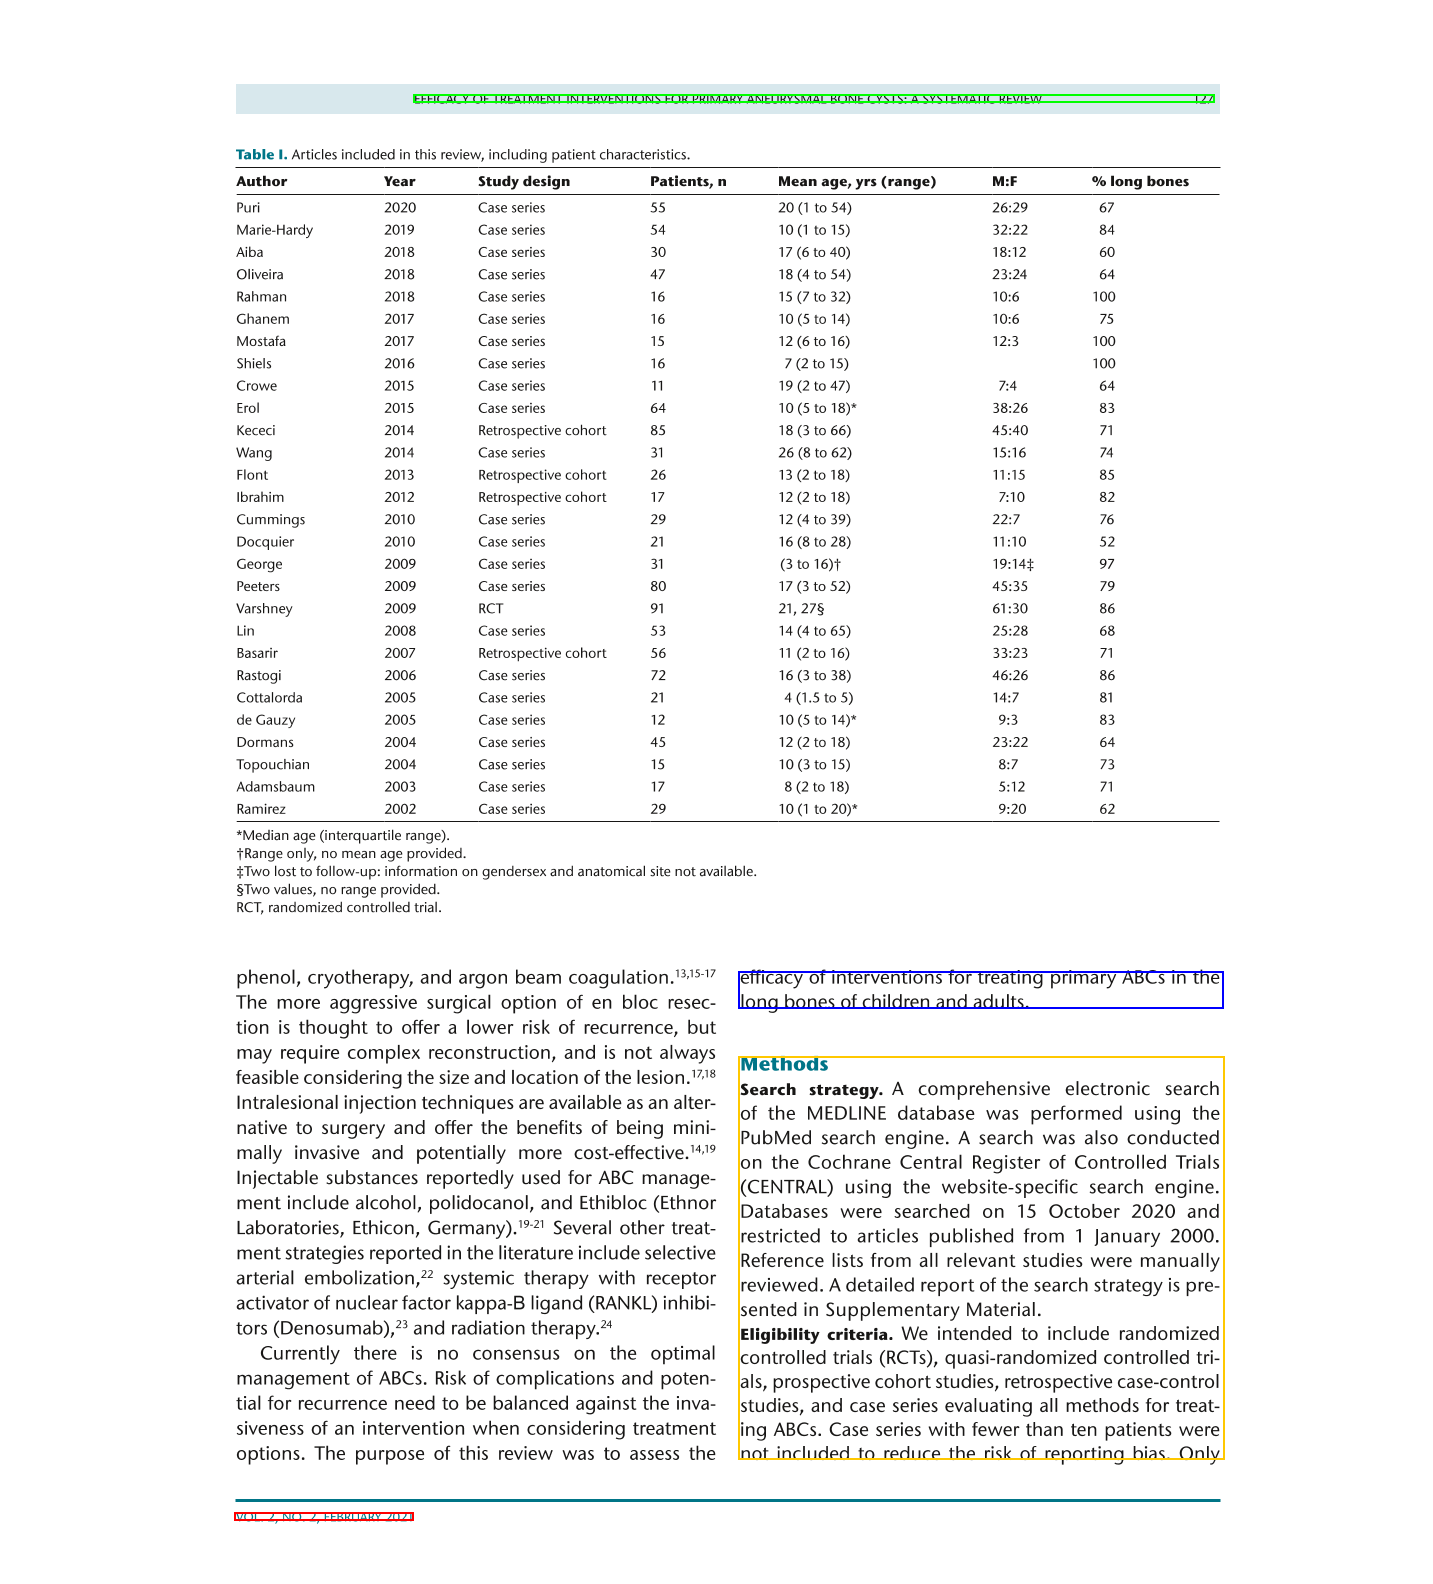 EFFICACY OF TREATMENT INTERVENTIONS FOR PRIMARY ANEURYSMAL BONE CYSTS: A SYSTEMATIC REVIEW 127
Table I. Articles included in this review, including patient characteristics.
Author Year Study design Patients, n Mean age, yrs (range) M:F % long bones
Puri 2020 Case series 55 20 (1 to 54) 26:29 67
Marie-Hardy 2019 Case series 54 10 (1 to 15) 32:22 84
Aiba 2018 Case series 30 17 (6 to 40) 18:12 60
Oliveira 2018 Case series 47 18 (4 to 54) 23:24 64
Rahman 2018 Case series 16 15 (7 to 32) 10:6 100
Ghanem 2017 Case series 16 10 (5 to 14) 10:6 75
Mostafa 2017 Case series 15 12 (6 to 16) 12:3 100
Shiels 2016 Case series 16 7 (2 to 15) 100
Crowe 2015 Case series 11 19 (2 to 47) 7:4 64
Erol 2015 Case series 64 10 (5 to 18)* 38:26 83
Kececi 2014 Retrospective cohort 85 18 (3 to 66) 45:40 71
Wang 2014 Case series 31 26 (8 to 62) 15:16 74
Flont 2013 Retrospective cohort 26 13 (2 to 18) 11:15 85
Ibrahim 2012 Retrospective cohort 17 12 (2 to 18) 7:10 82
Cummings 2010 Case series 29 12 (4 to 39) 22:7 76
Docquier 2010 Case series 21 16 (8 to 28) 11:10 52
George 2009 Case series 31 (3 to 16)† 19:14‡ 97
Peeters 2009 Case series 80 17 (3 to 52) 45:35 79
Varshney 2009 RCT 91 21, 27§ 61:30 86
Lin 2008 Case series 53 14 (4 to 65) 25:28 68
Basarir 2007 Retrospective cohort 56 11 (2 to 16) 33:23 71
Rastogi 2006 Case series 72 16 (3 to 38) 46:26 86
Cottalorda 2005 Case series 21 4 (1.5 to 5) 14:7 81
de Gauzy 2005 Case series 12 10 (5 to 14)* 9:3 83
Dormans 2004 Case series 45 12 (2 to 18) 23:22 64
Topouchian 2004 Case series 15 10 (3 to 15) 8:7 73
Adamsbaum 2003 Case series 17 8 (2 to 18) 5:12 71
Ramirez 2002 Case series 29 10 (1 to 20)* 9:20 62
*Median age (interquartile range).
†Range only, no mean age provided.
‡Two lost to follow-up: information on gendersex and anatomical site not available.
§Two values, no range provided.
RCT, randomized controlled trial.
phenol, cryotherapy, and argon beam coagulation.13,15-17
The more aggressive surgical option of en bloc resec-
tion is thought to offer a lower risk of recurrence, but
may require complex reconstruction, and is not always
feasible considering the size and location of the lesion.17,18
Intralesional injection techniques are available as an alter-
native to surgery and offer the benefits of being mini-
mally invasive and potentially more cost-effective.14,19
Injectable substances reportedly used for ABC manage-
ment include alcohol, polidocanol, and Ethibloc (Ethnor
Laboratories, Ethicon, Germany).19-21 Several other treat-
ment strategies reported in the literature include selective
arterial embolization,22 systemic therapy with receptor
activator of nuclear factor kappa-B ligand (RANKL) inhibi-
tors (Denosumab),23 and radiation therapy.24
Currently there is no consensus on the optimal
management of ABCs. Risk of complications and poten-
tial for recurrence need to be balanced against the inva-
siveness of an intervention when considering treatment
options. The purpose of this review was to assess the
efficacy of interventions for treating primary ABCs in the
long bones of children and adults.
Methods
Search strategy. A comprehensive electronic search
of the MEDLINE database was performed using the
PubMed search engine. A search was also conducted
on the Cochrane Central Register of Controlled Trials
(CENTRAL) using the website-specific search engine.
Databases were searched on 15 October 2020 and
restricted to articles published from 1 January 2000.
Reference lists from all relevant studies were manually
reviewed. A detailed report of the search strategy is pre-
sented in Supplementary Material.
Eligibility criteria. We intended to include randomized
controlled trials (RCTs), quasi-randomized controlled tri-
als, prospective cohort studies, retrospective case-control
studies, and case series evaluating all methods for treat-
ing ABCs. Case series with fewer than ten patients were
not included to reduce the risk of reporting bias. Only
VOL. 2, NO. 2, FEBRUARY 2021